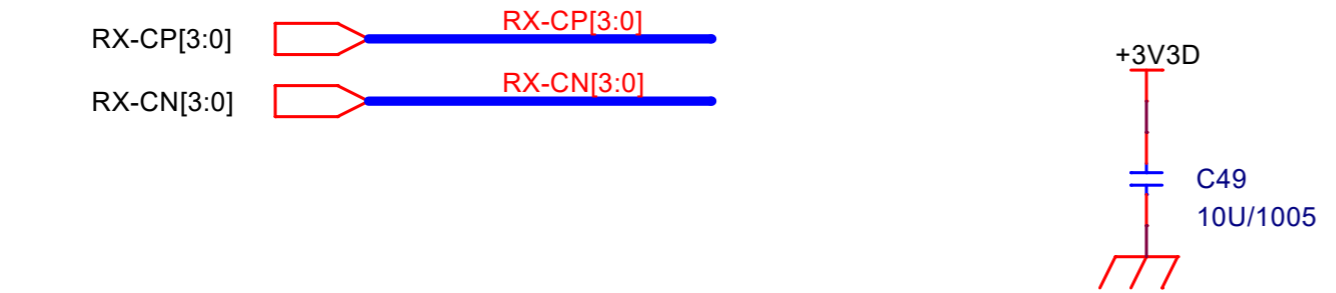 RX-CP[3:0]
RX-CP[3:0]
RX-CN[3:0]
RX-CN[3:0]
+3V3D
C49
10U/1005